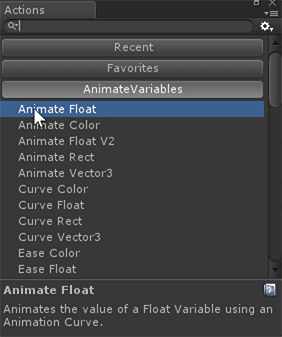 Actions
Recent
Favorites
AnimateVariables
Animate Float
Animate Color
Animate Float V2
Animate Rect
Animate Vector3
Curve Color
Curve Float
Curve Rect
Curve Vector3
Ease Color
Ease Float
Animate Float
Animates the value of a Float Variable using an
Animation Curve.